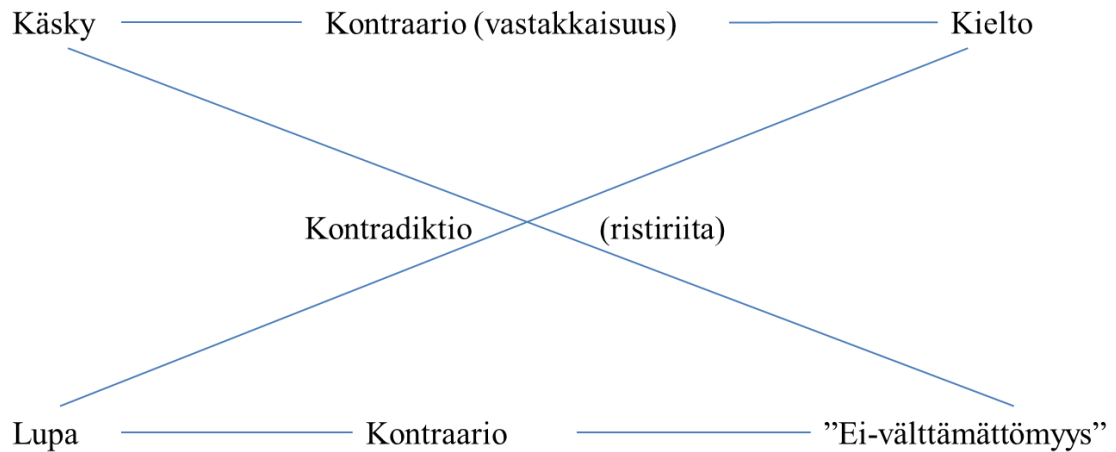 Käsky Kontraario (vastakkaisuus) Kielto
Kontradiktio (ristiriita)
Lupa Kontraario ”Ei-välttämättömyys”